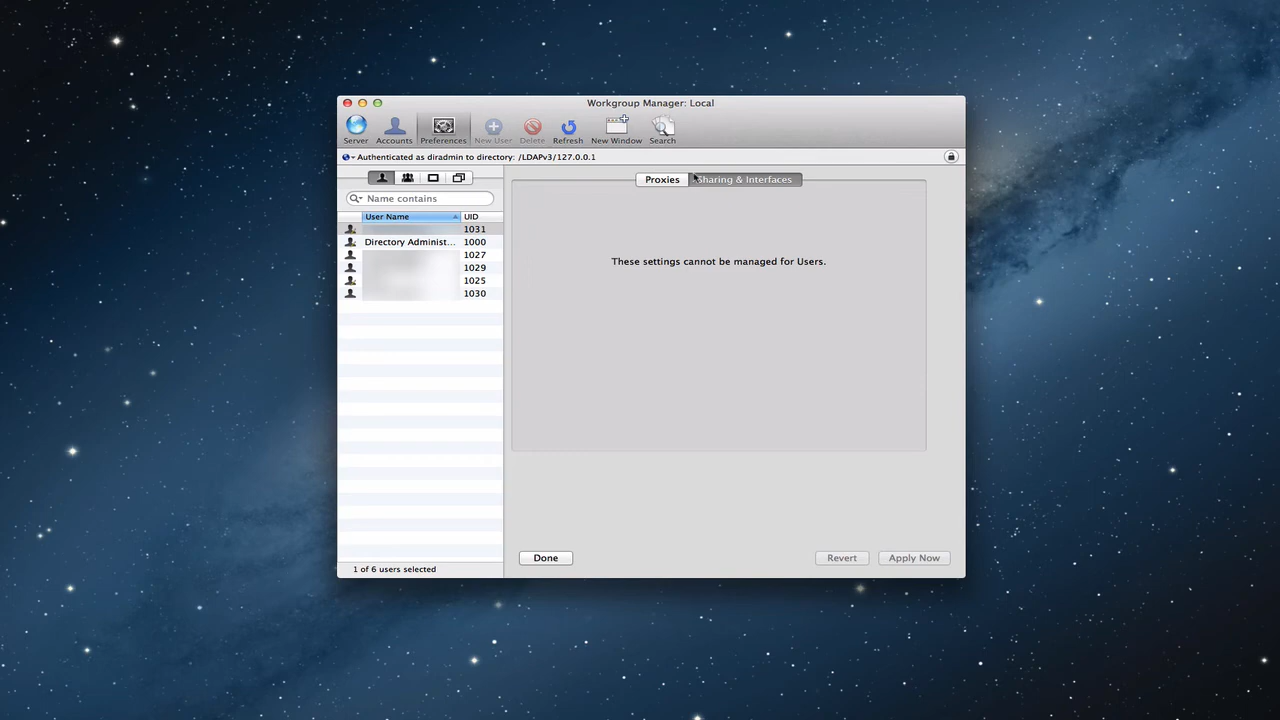 Workgroup Manager: Local
Server Accounts Preferences New User Delete Refresh New Window Search
Authenticated as diradmin to directory: /LDAPv3/127.0.0.1
Proxies Sharing & Interfaces
Name contains
User Name UID
1031
Directory Administ... 1000
1027
1029
1025
1030
These settings cannot be managed for Users.
Done Revert Apply Now
1 of 6 users selected